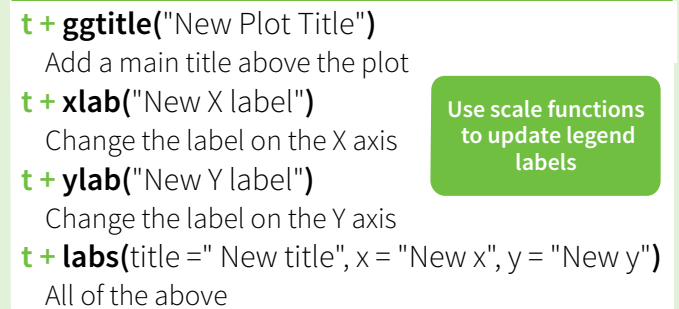 t + ggtitle("New Plot Title")
Add a main title above the plot
t + xlab("New X label")
Change the label on the X axis
t + ylab("New Y label")
Change the label on the Y axis
t + labs(title =" New title", x = "New x", y = "New y")
All of the above
Use scale functions
to update legend
labels